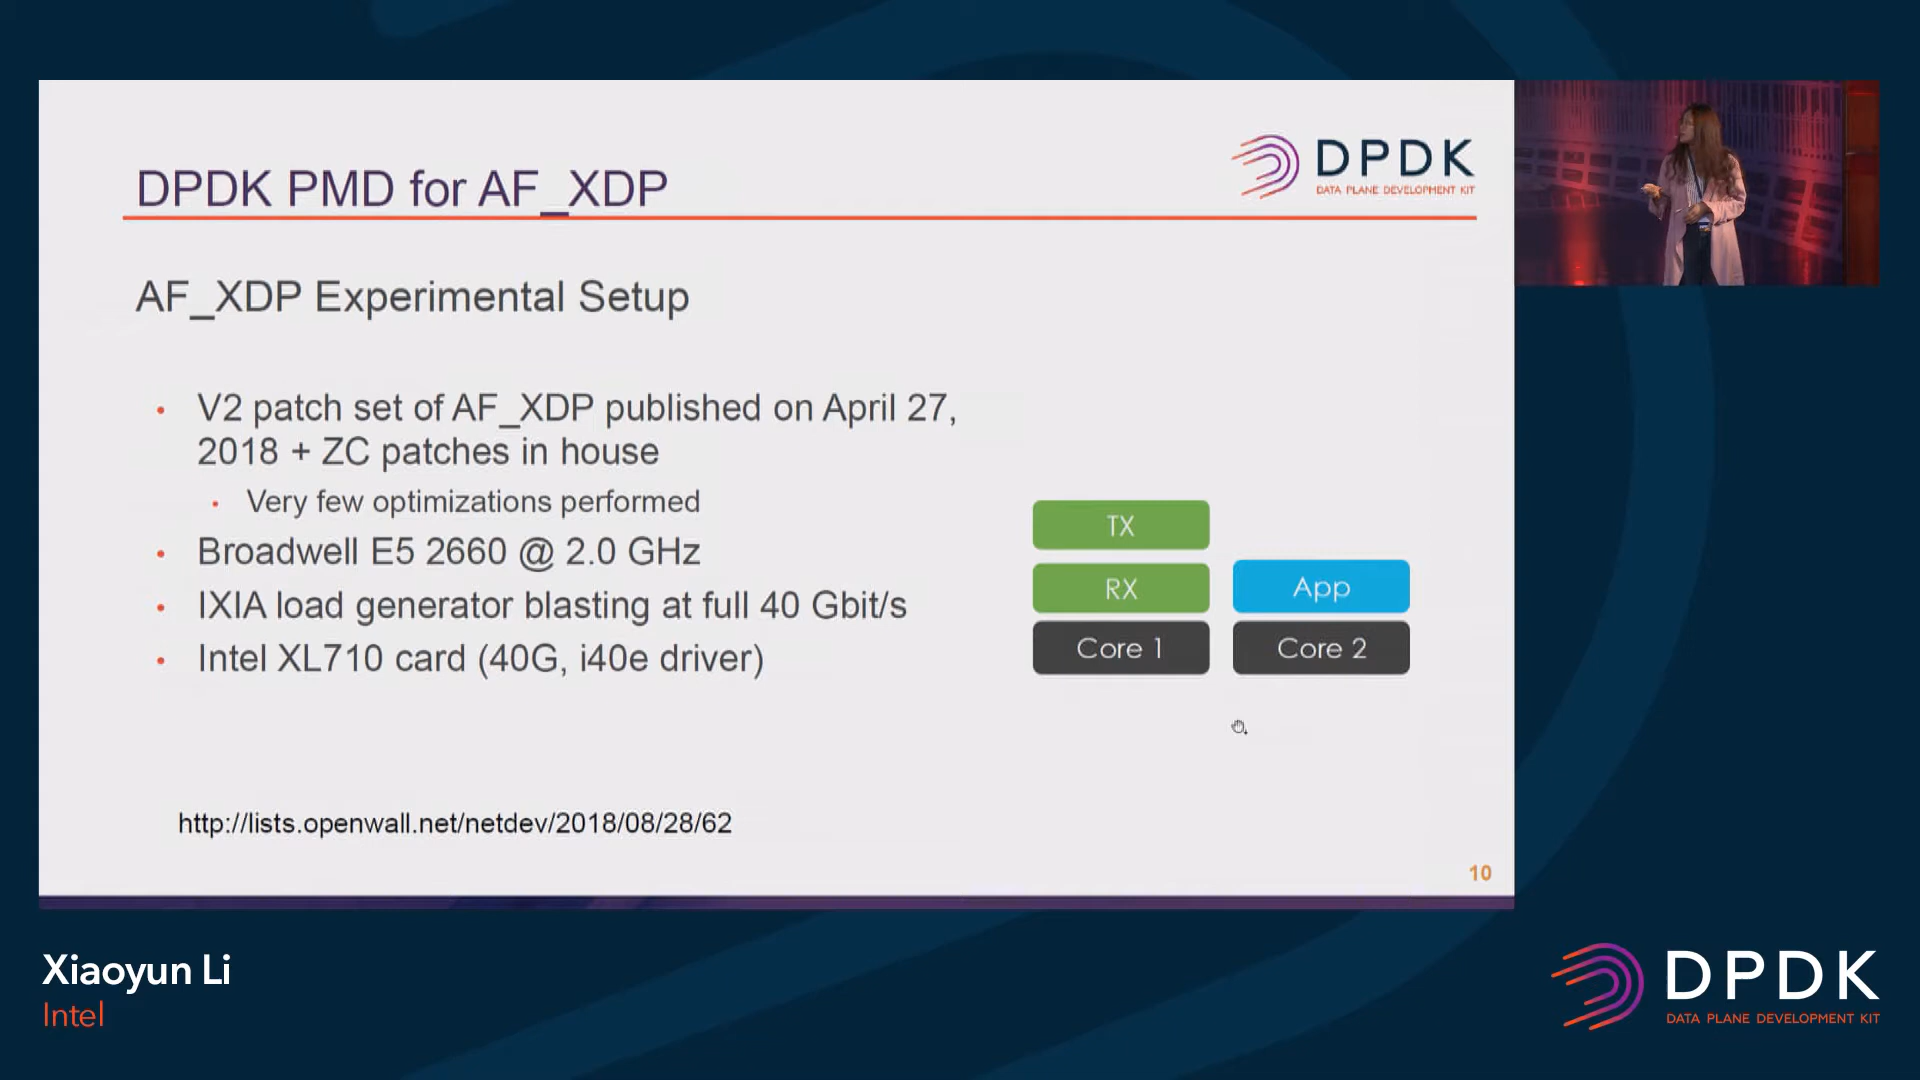 DPDK PMD for AF_XDP
DPDK
DATA PLANE DEVELOPMENT KIT
AF_XDP Experimental Setup
• V2 patch set of AF_XDP published on April 27,
2018 + ZC patches in house
• Very few optimizations performed
• Broadwell E5 2660 @ 2.0 GHz
• IXIA load generator blasting at full 40 Gbit/s
• Intel XL710 card (40G, i40e driver)
TX
RX
App
Core 1
Core 2
http://lists.openwall.net/netdev/2018/08/28/62
10
Xiaoyun Li
Intel
DPDK
DATA PLANE DEVELOPMENT KIT